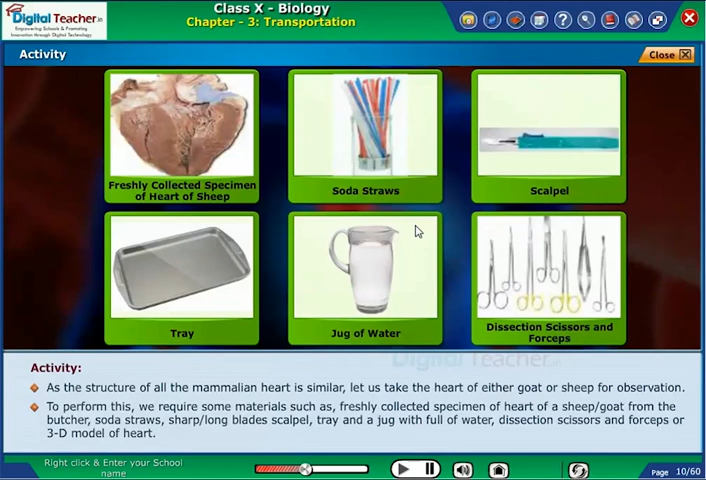 Digital Teacher.in
Empowering Schools & Promoting
Innovation through Digital Technology
Class X - Biology
Chapter - 3: Transportation
Activity
Close
Freshly Collected Specimen
of Heart of Sheep
Soda Straws
Scalpel
Tray
Jug of Water
Dissection Scissors and
Forceps
Digital Teacher.in
Activity:
As the structure of all the mammalian heart is similar, let us take the heart of either goat or sheep for observation.
To perform this, we require some materials such as, freshly collected specimen of heart of a sheep/goat from the
butcher, soda straws, sharp/long blades scalpel, tray and a jug with full of water, dissection scissors and forceps or
3-D model of heart.
Right click & Enter your School
name
Page 10/60